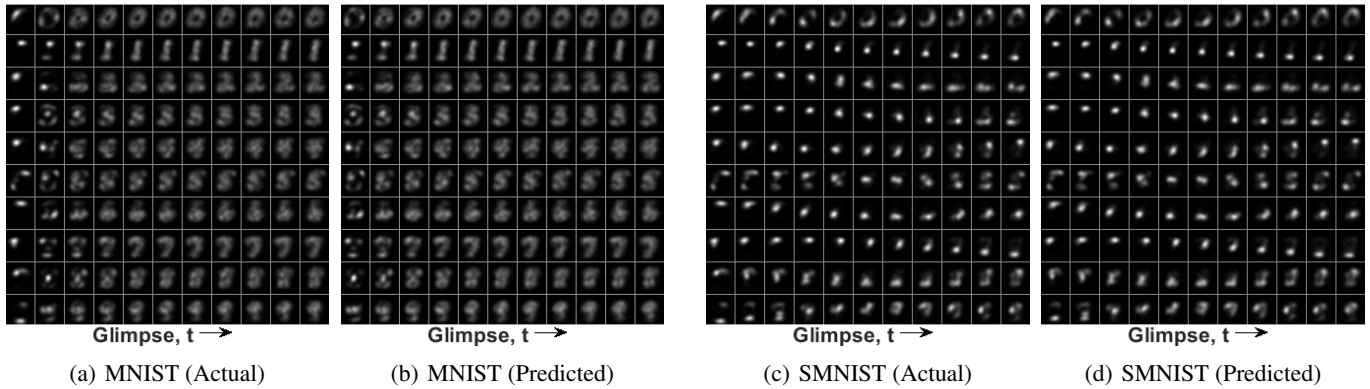 Glimpse, t
Glimpse, t
Glimpse, t
Glimpse, t
(a) MNIST (Actual)
(b) MNIST (Predicted)
(c) SMNIST (Actual)
(d) SMNIST (Predicted)